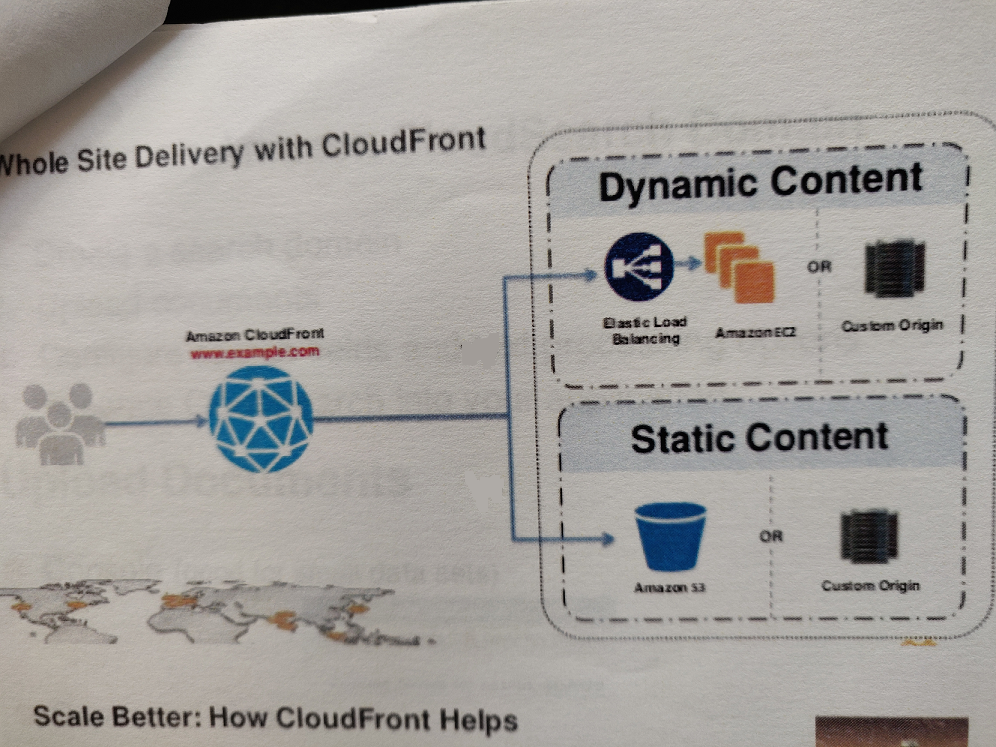 Whole Site Delivery with CloudFront
Dynamic Content
Elastic Load
Balancing
Amazon EC2
OR
Custom Origin
Amazon CloudFront
www.example.com
Static Content
Amazon S3
OR
Custom Origin
Scale Better: How CloudFront Helps